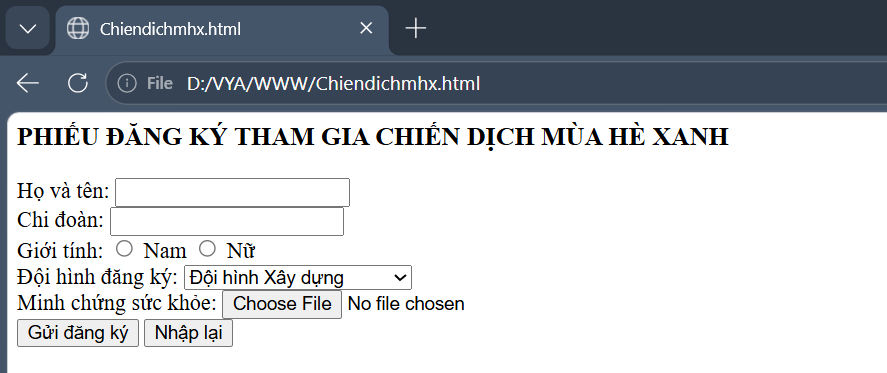 Chiendichmhx.html
File D:/VYA/WWW/Chiendichmhx.html
PHIẾU ĐĂNG KÝ THAM GIA CHIẾN DỊCH MÙA HÈ XANH
Họ và tên:
Chi đoàn:
Giới tính: Nam Nữ
Đội hình đăng ký: Đội hình Xây dựng
Minh chứng sức khỏe: Choose File No file chosen
Gửi đăng ký Nhập lại